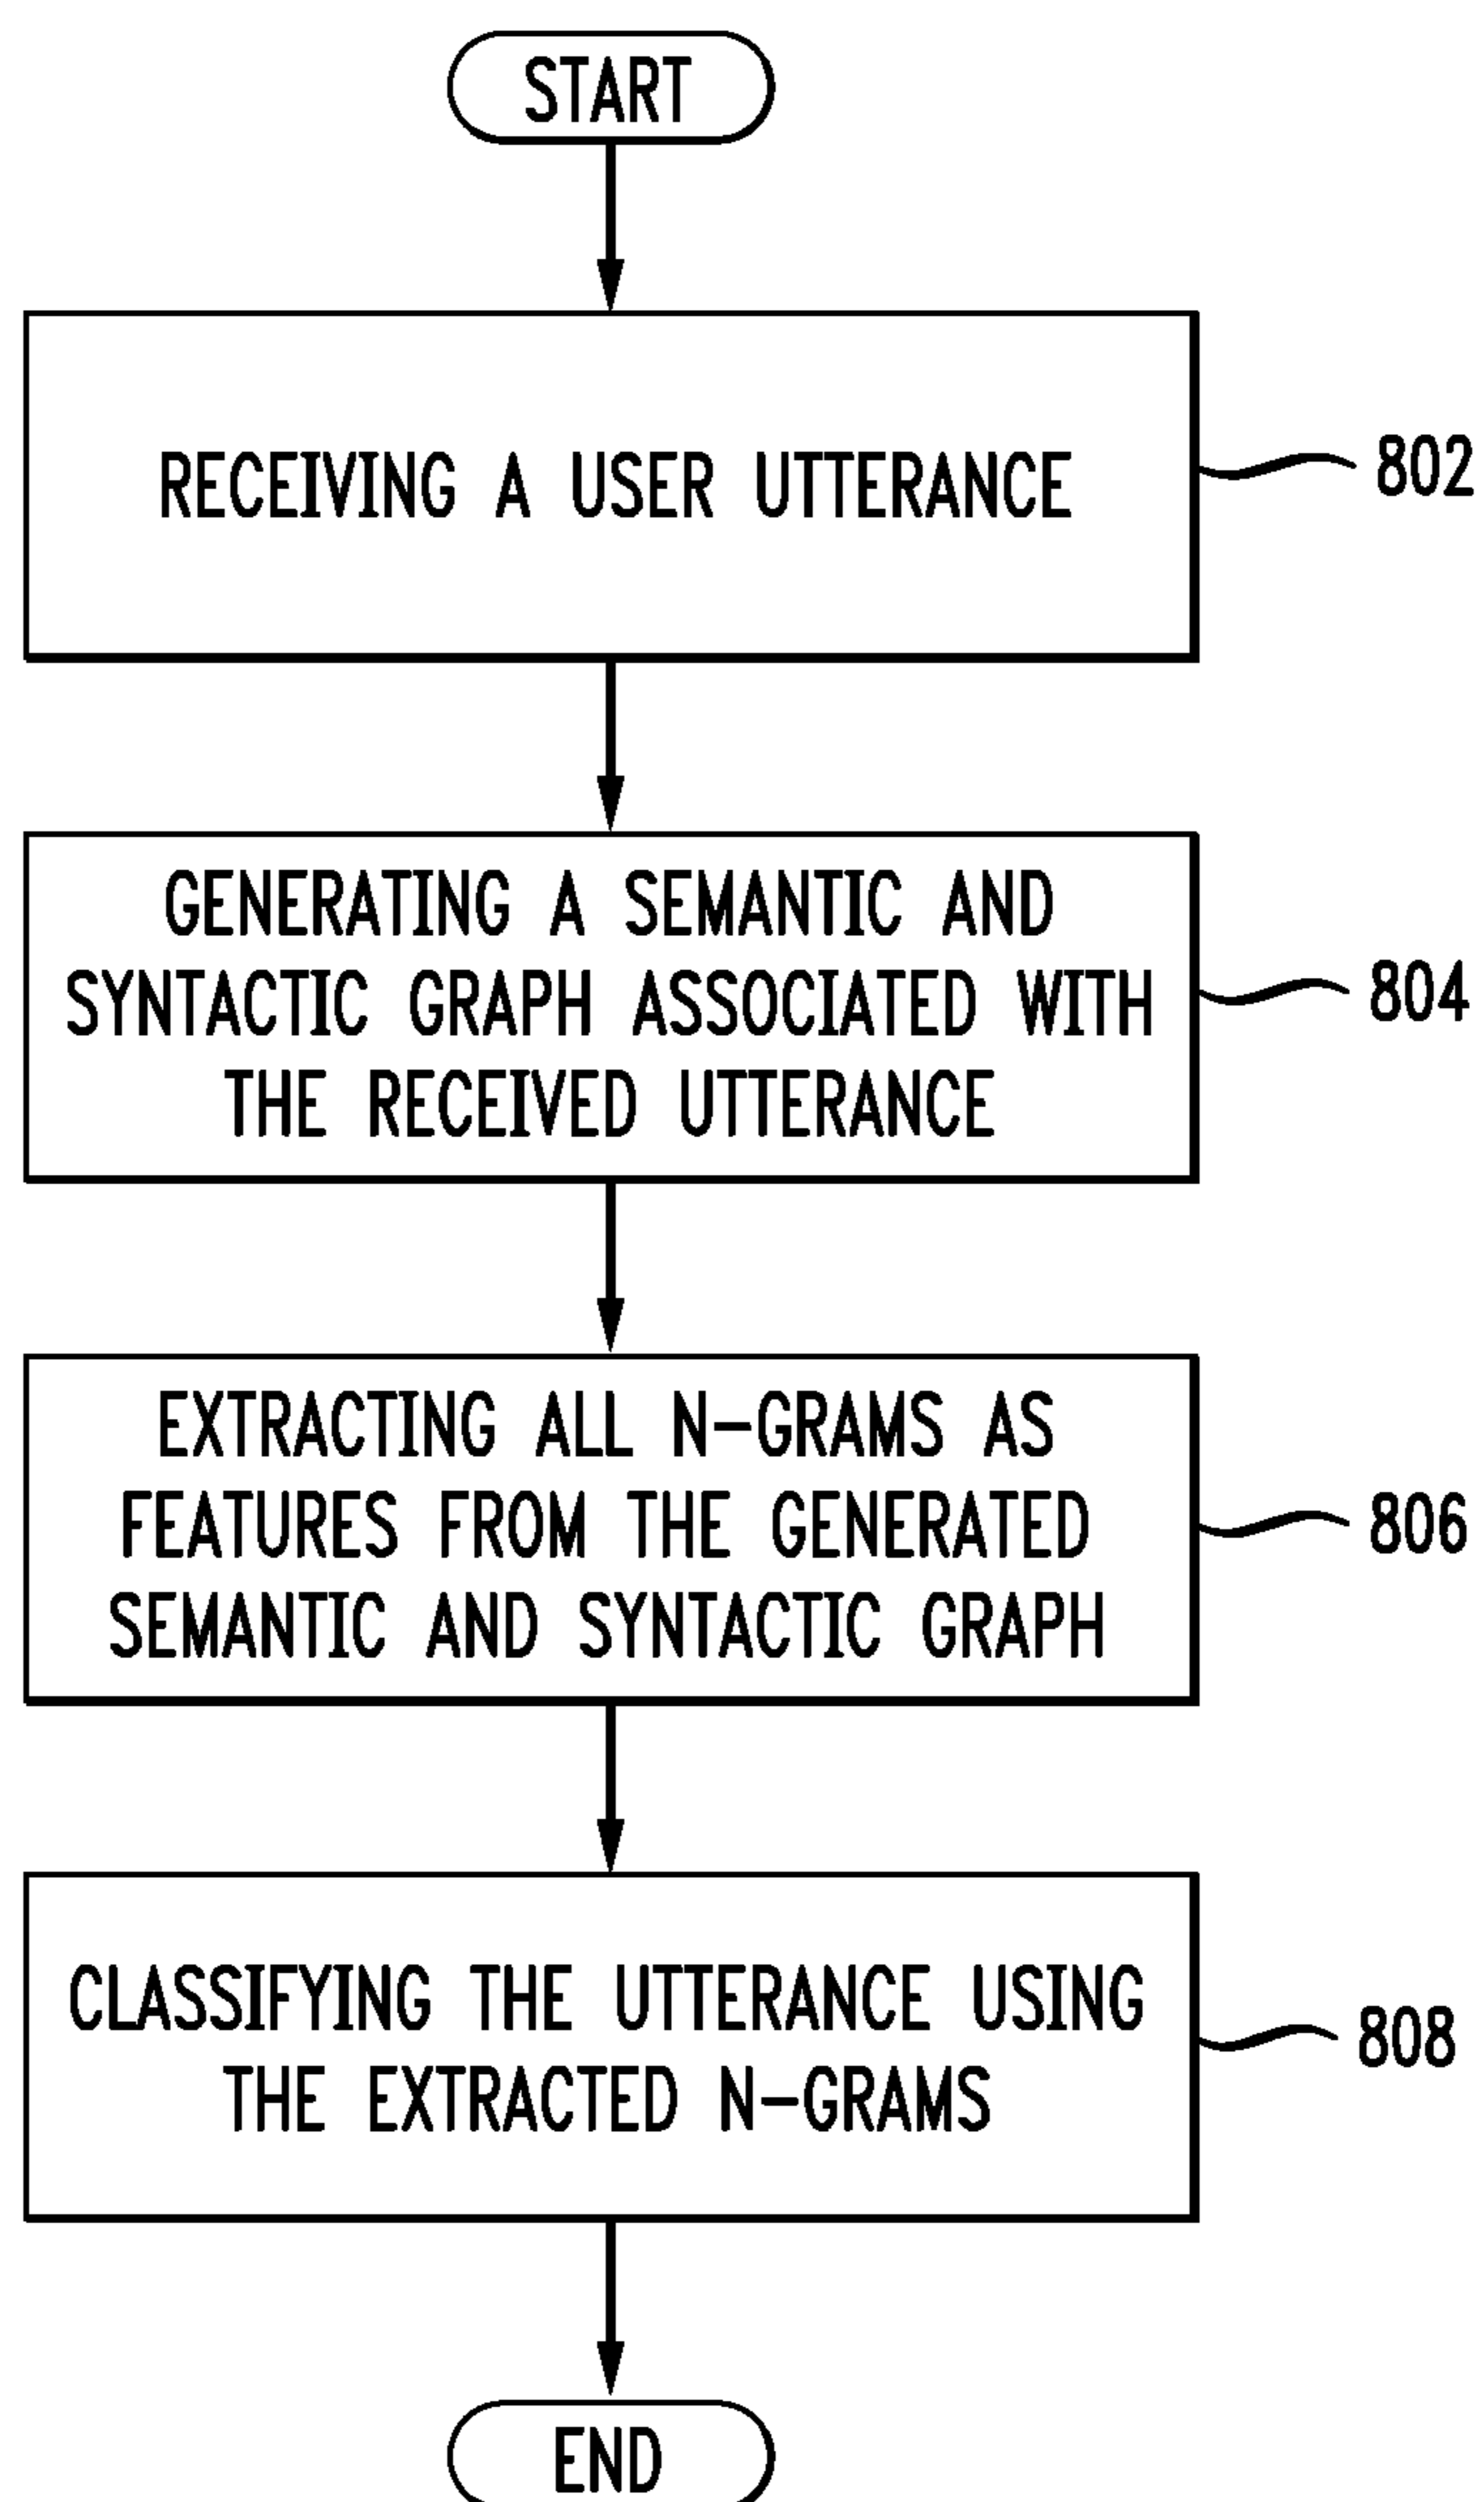 START
RECEIVING A USER UTTERANCE
802
GENERATING A SEMANTIC AND
SYNTACTIC GRAPH ASSOCIATED WITH
THE RECEIVED UTTERANCE
804
EXTRACTING ALL N-GRAMS AS
FEATURES FROM THE GENERATED
SEMANTIC AND SYNTACTIC GRAPH
806
CLASSIFYING THE UTTERANCE USING
THE EXTRACTED N-GRAMS
808
END